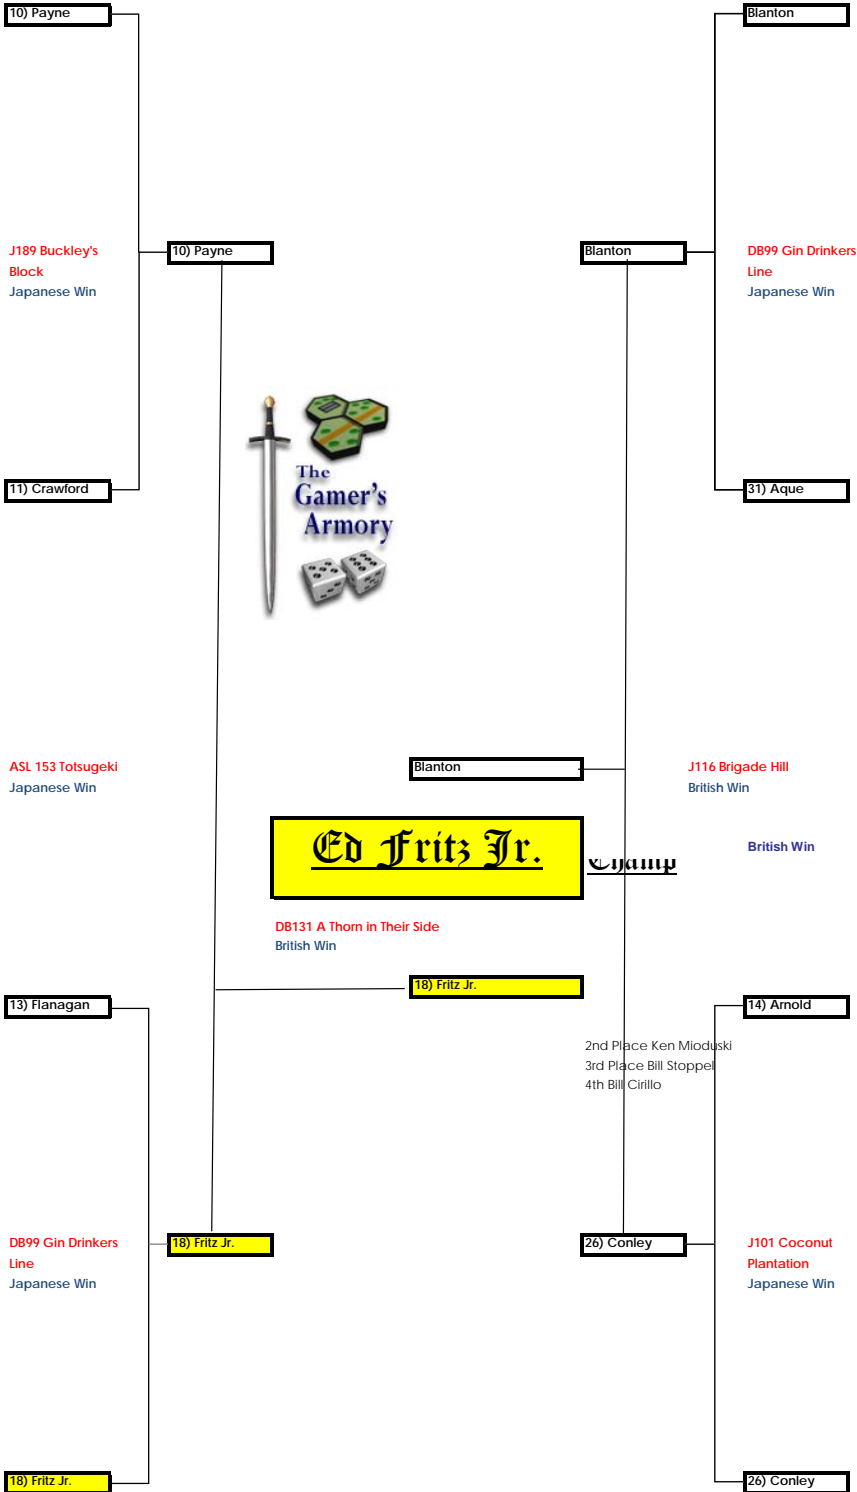 10) Payne
Blanton
J189 Buckley's
Block
Japanese Win
10) Payne
Blanton
DB99 Gin Drinkers
Line
Japanese Win
The
Gamer's
Armory
11) Crawford
31) Aque
ASL 153 Totsugeki
Japanese Win
Blanton
J116 Brigade Hill
British Win
Ed Fritz Jr.
Champ
British Win
DB131 A Thorn in Their Side
British Win
18) Fritz Jr.
13) Flanagan
14) Arnold
2nd Place Ken Mioduski
3rd Place Bill Stoppel
4th Bill Cirillo
DB99 Gin Drinkers
Line
Japanese Win
18) Fritz Jr.
26) Conley
J101 Coconut
Plantation
Japanese Win
18) Fritz Jr.
26) Conley